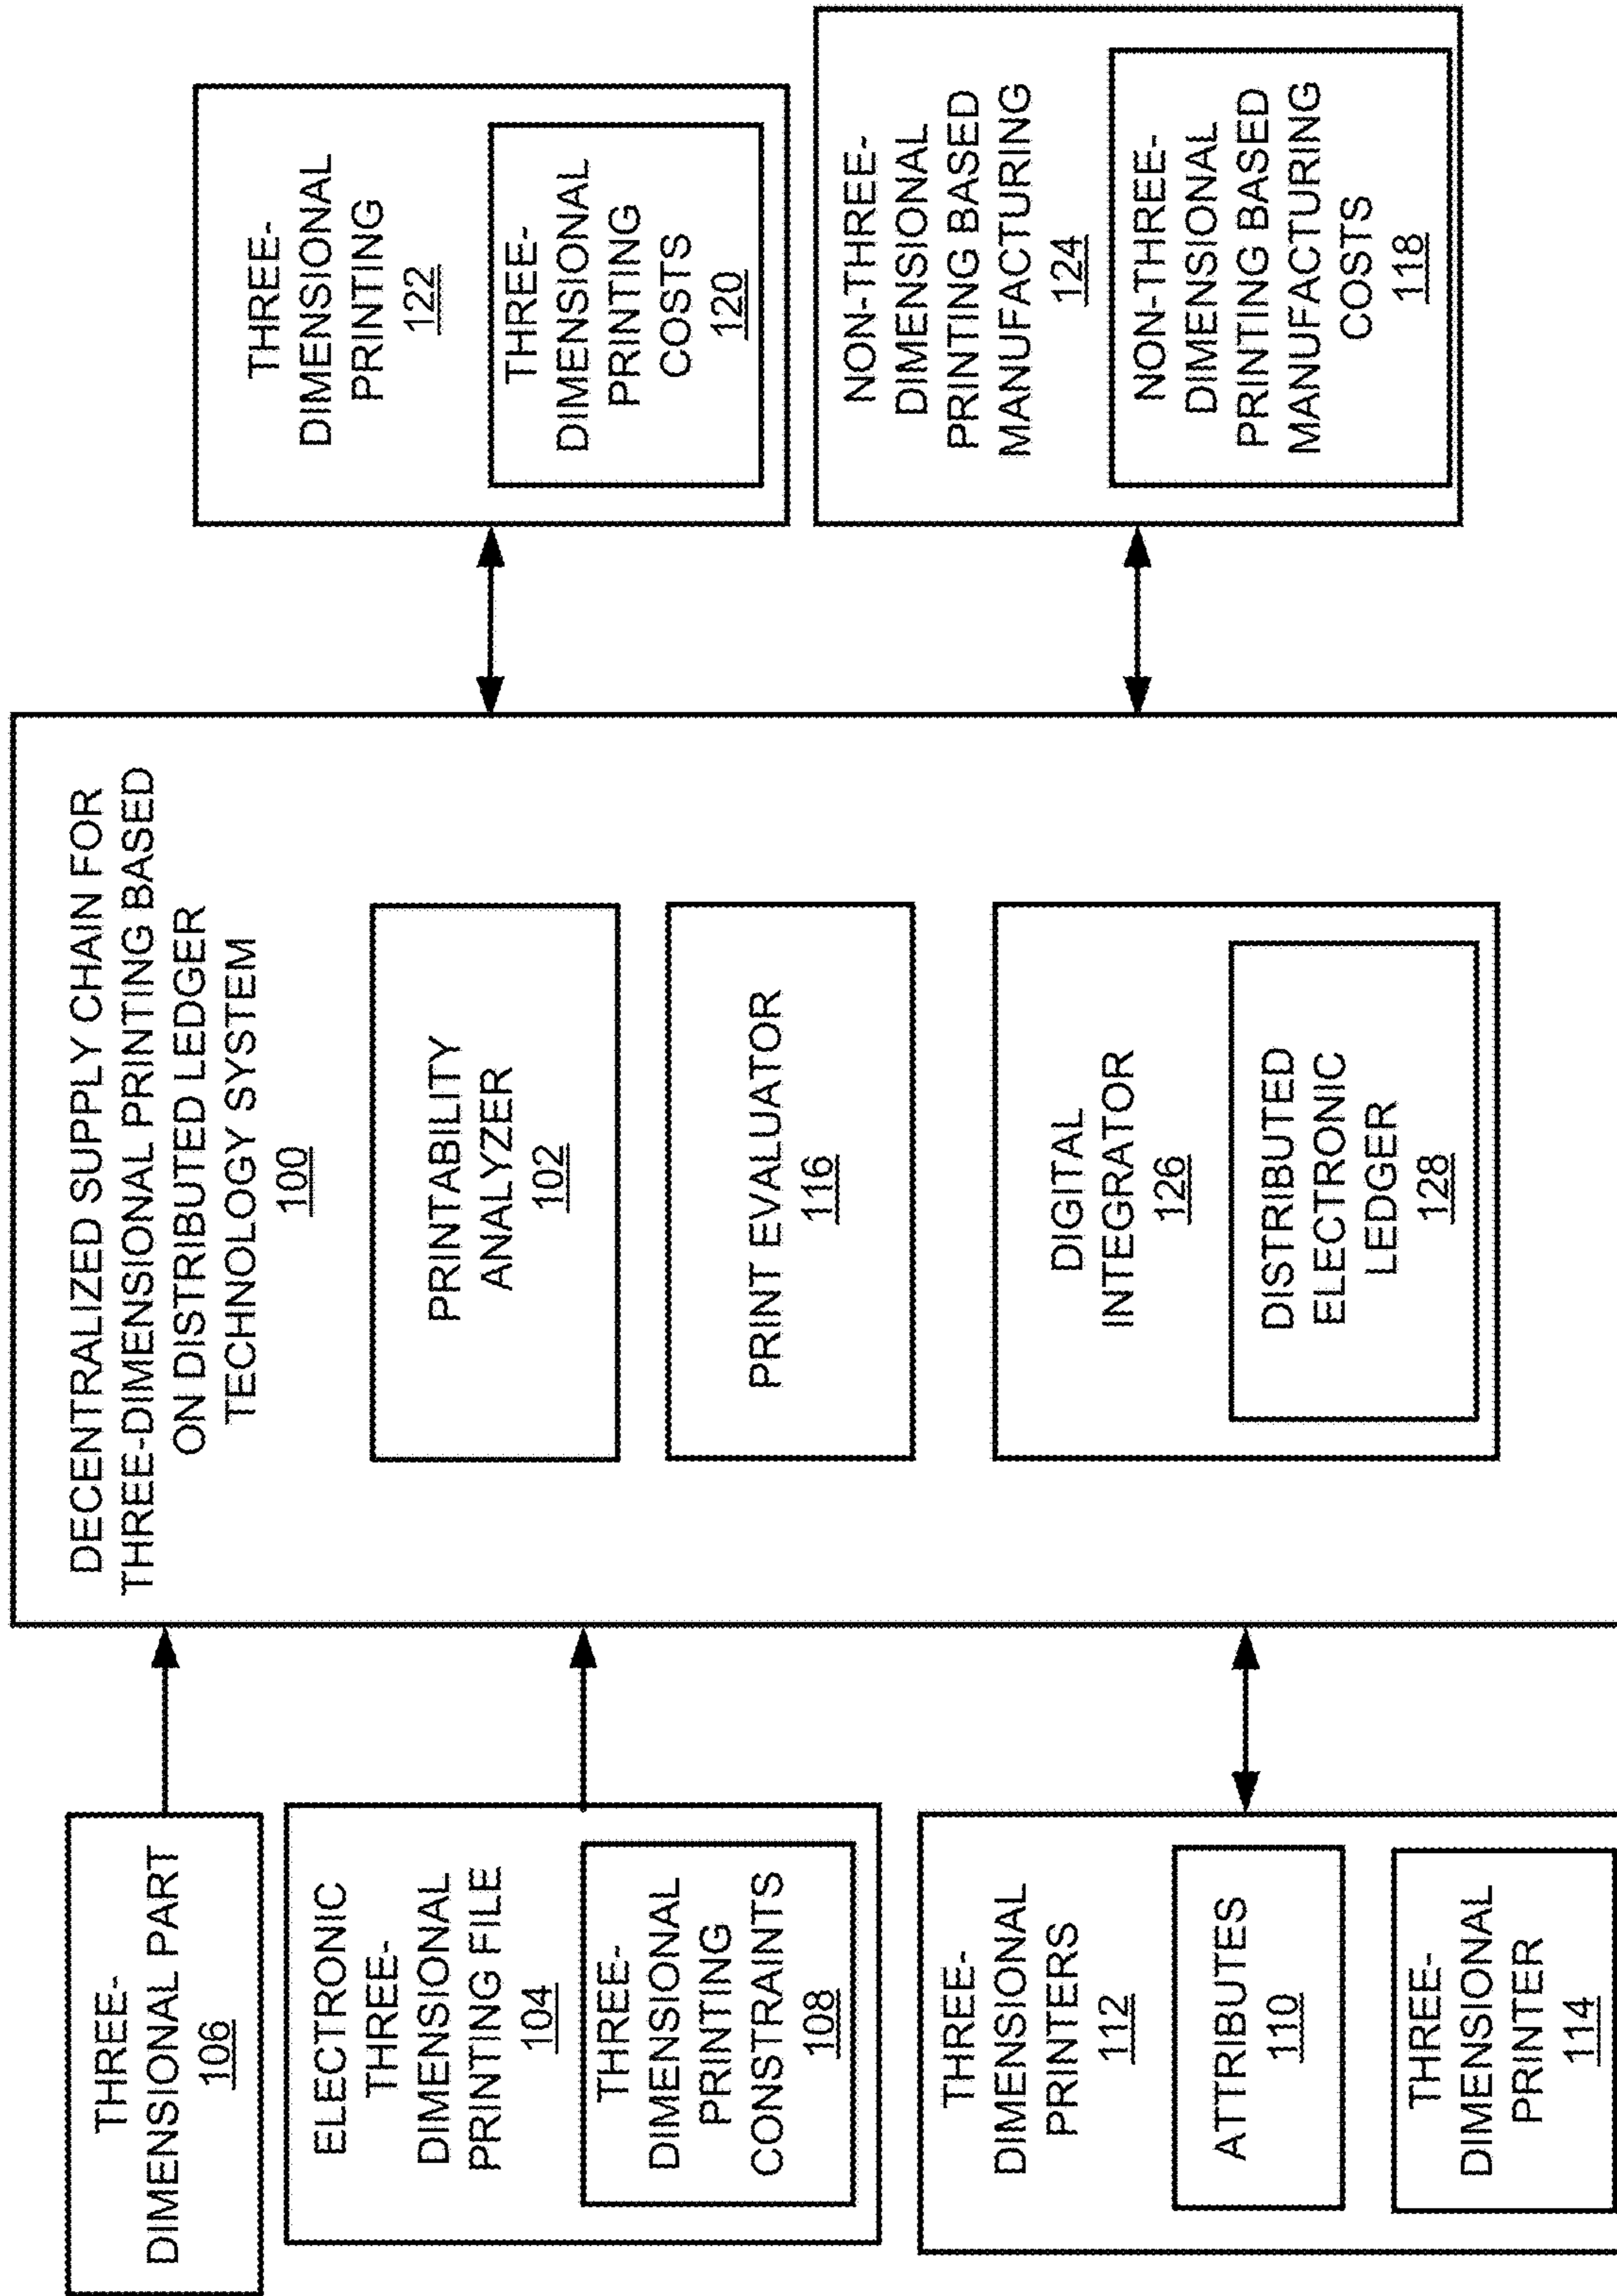 THREE-
DIMENSIONAL PART
106
ELECTRONIC
THREE-
DIMENSIONAL
PRINTING FILE
104
THREE-
DIMENSIONAL
PRINTING
CONSTRAINTS
108
THREE-
DIMENSIONAL
PRINTERS
112
ATTRIBUTES
110
THREE-
DIMENSIONAL
PRINTER
114
DECENTRALIZED SUPPLY CHAIN FOR
THREE-DIMENSIONAL PRINTING BASED
ON DISTRIBUTED LEDGER
TECHNOLOGY SYSTEM
100
PRINTABILITY
ANALYZER
102
PRINT EVALUATOR
116
DIGITAL
INTEGRATOR
126
DISTRIBUTED
ELECTRONIC
LEDGER
128
THREE-
DIMENSIONAL
PRINTING
122
THREE-
DIMENSIONAL
PRINTING
COSTS
120
NON-THREE-
DIMENSIONAL
PRINTING BASED
MANUFACTURING
124
NON-THREE-
DIMENSIONAL
PRINTING BASED
MANUFACTURING
COSTS
118